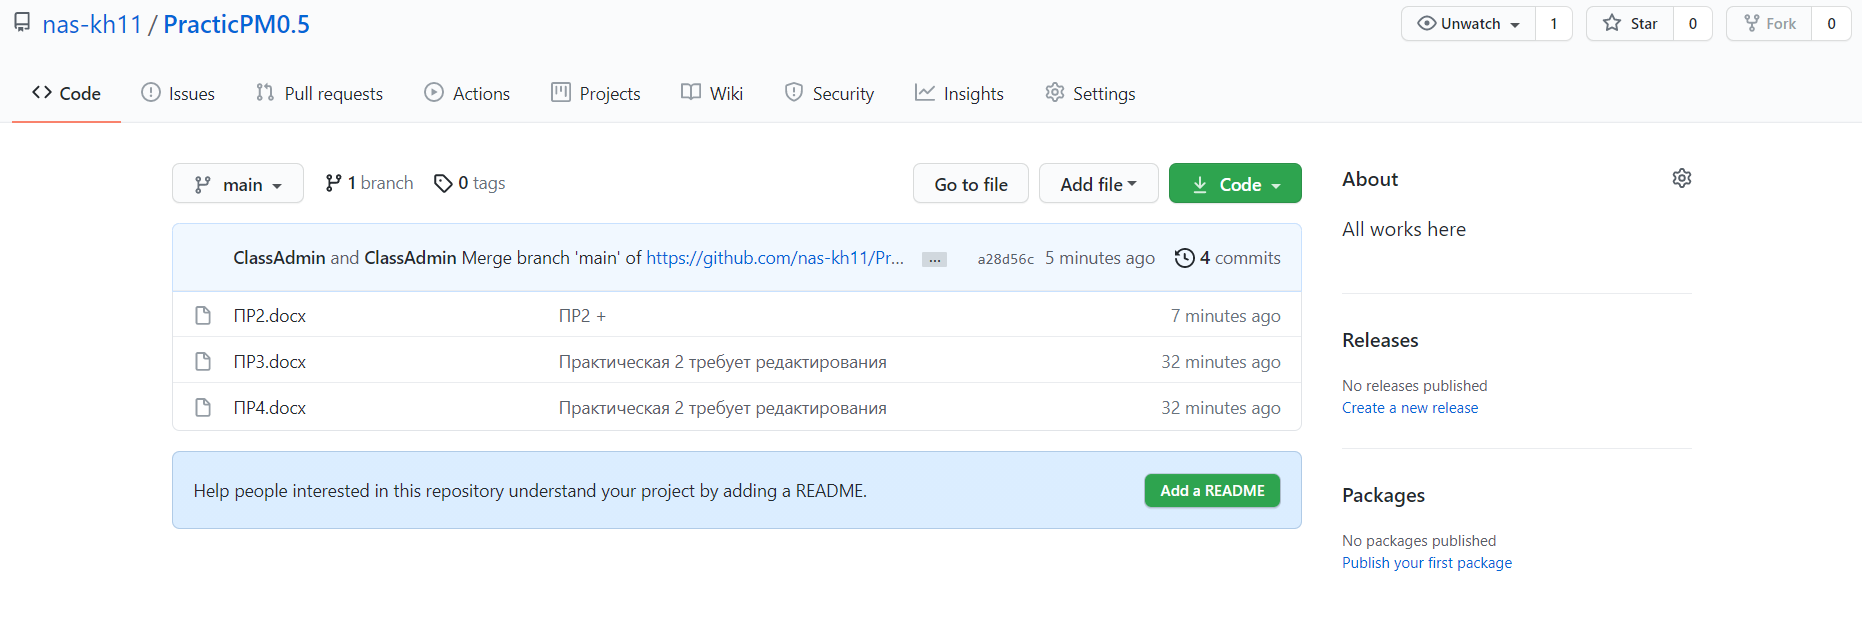 nas-kh11 / PracticPM0.5
Unwatch 1 Star 0 Fork 0
Code Issues Pull requests Actions Projects Wiki Security Insights Settings
main 1 branch 0 tags Go to file Add file Code
ClassAdmin and ClassAdmin Merge branch 'main' of https://github.com/nas-kh11/Pr... ... a28d56c 5 minutes ago 4 commits
ПР2.docx ПР2 + 7 minutes ago
ПР3.docx Практическая 2 требует редактирования 32 minutes ago
ПР4.docx Практическая 2 требует редактирования 32 minutes ago
Help people interested in this repository understand your project by adding a README. Add a README
About
All works here
Releases
No releases published
Create a new release
Packages
No packages published
Publish your first package